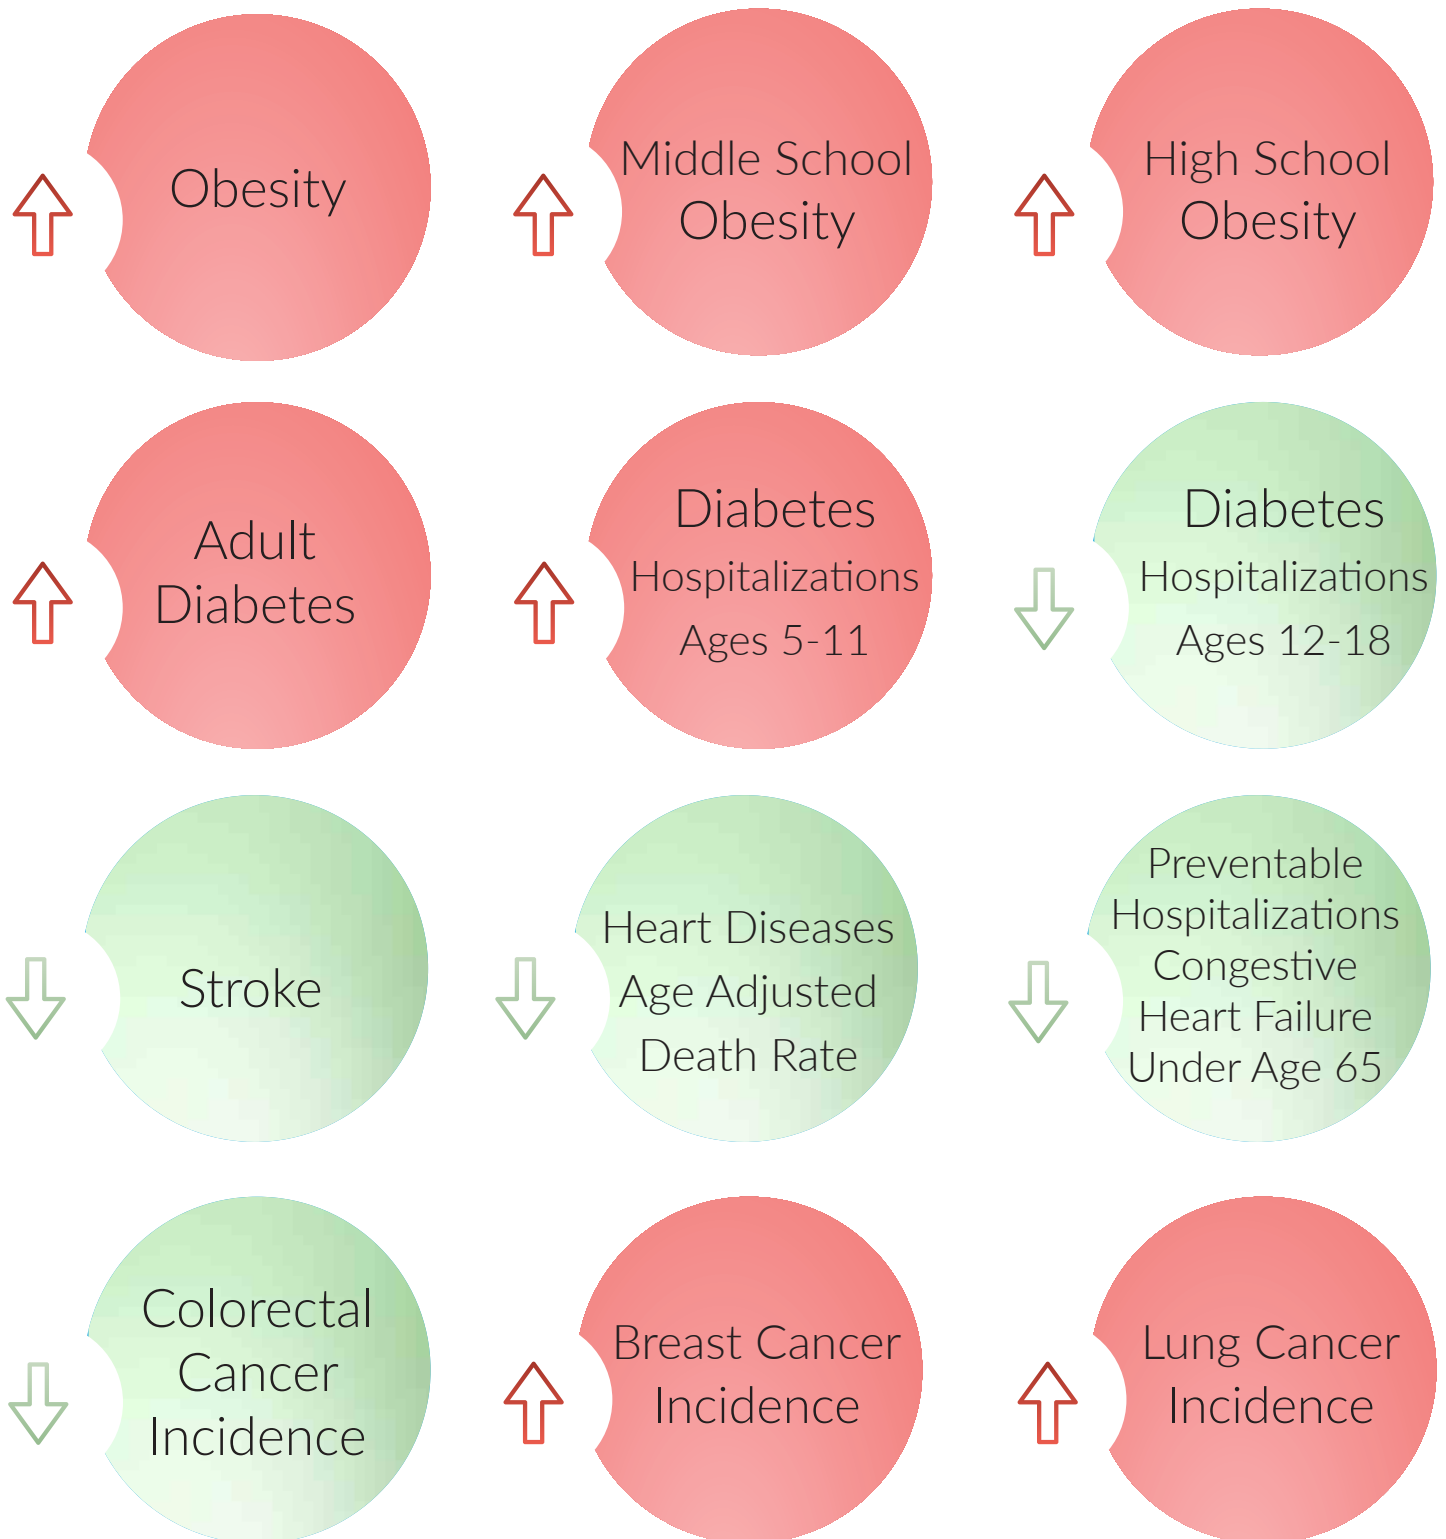 Obesity
Middle School
Obesity
High School
Obesity
Adult
Diabetes
Diabetes
Hospitalizations
Ages 5-11
Diabetes
Hospitalizations
Ages 12-18
Stroke
Heart Diseases
Age Adjusted
Death Rate
Preventable
Hospitalizations
Congestive
Heart Failure
Under Age 65
Colorectal
Cancer
Incidence
Breast Cancer
Incidence
Lung Cancer
Incidence